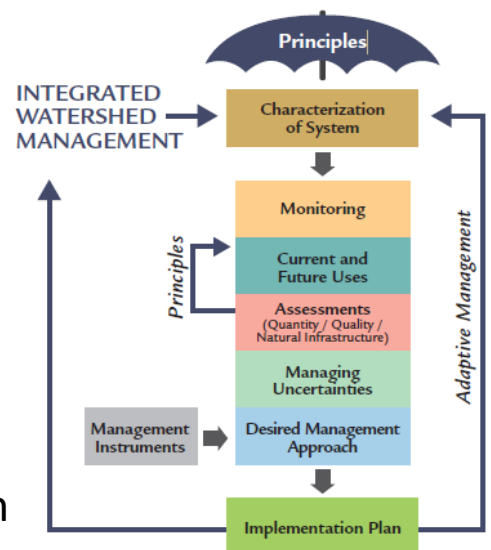 Principles
INTEGRATED
WATERSHED
MANAGEMENT
Characterization
of System
Monitoring
Principles
Current and
Future Uses
Assessments
(Quantity / Quality /
Natural Infrastructure)
Adaptive Management
Managing
Uncertainties
Management
Instruments
Desired Management
Approach
n
Implementation Plan